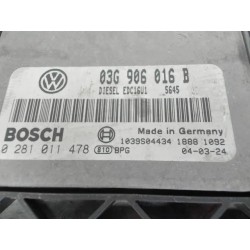 03G 906 016 B
DIESEL EDC16U1 5645
BOSCH
Made in Germany
1039S04434 1888 1092
0 281 011 478 BPG 04-03-24